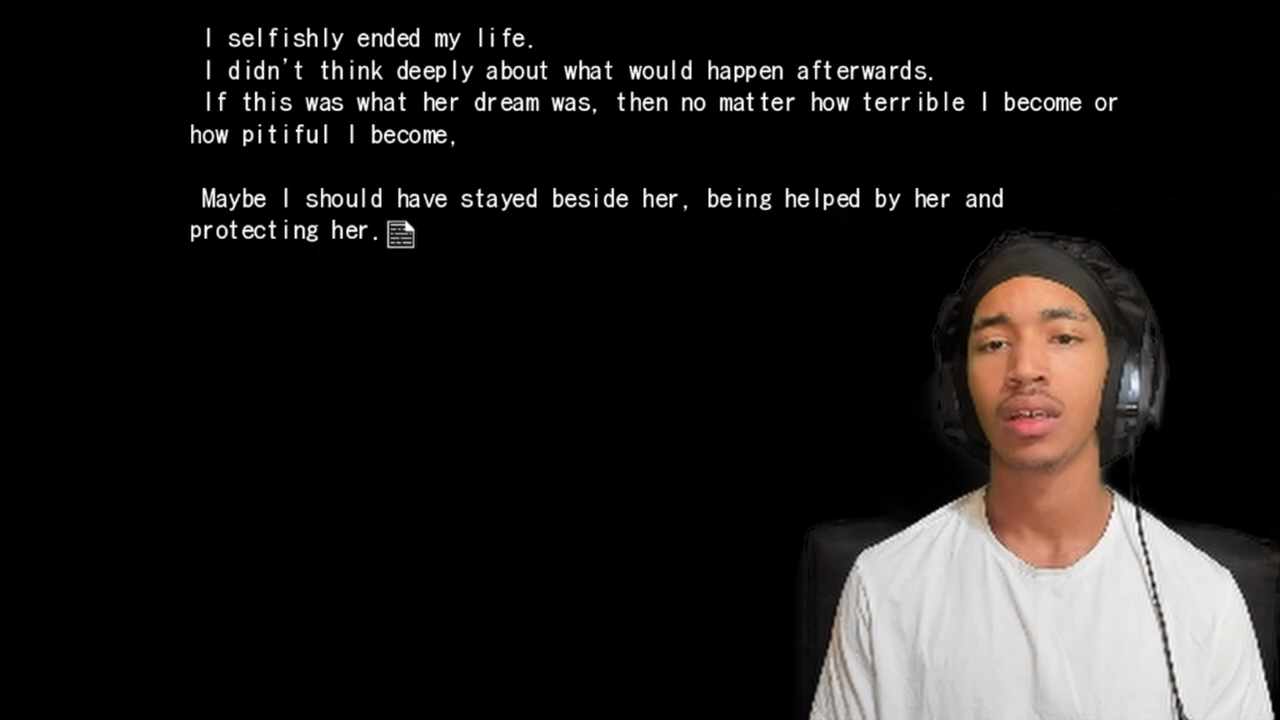 I selfishly ended my life.
I didn't think deeply about what would happen afterwards.
If this was what her dream was, then no matter how terrible I become or
how pitiful I become,
Maybe I should have stayed beside her, being helped by her and
protecting her.